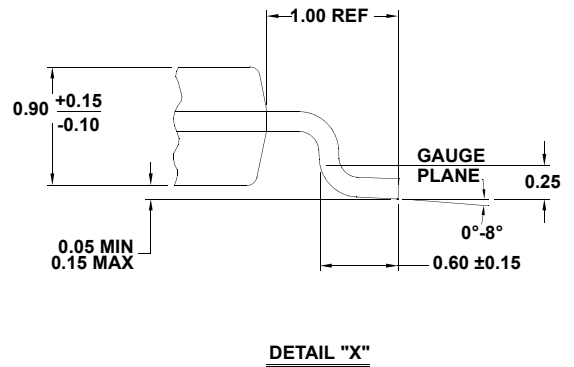 1.00 REF
0.90 +0.15
-0.10
GAUGE
PLANE
0.25
0°-8°
0.05 MIN
0.15 MAX
0.60 ±0.15
DETAIL "X"